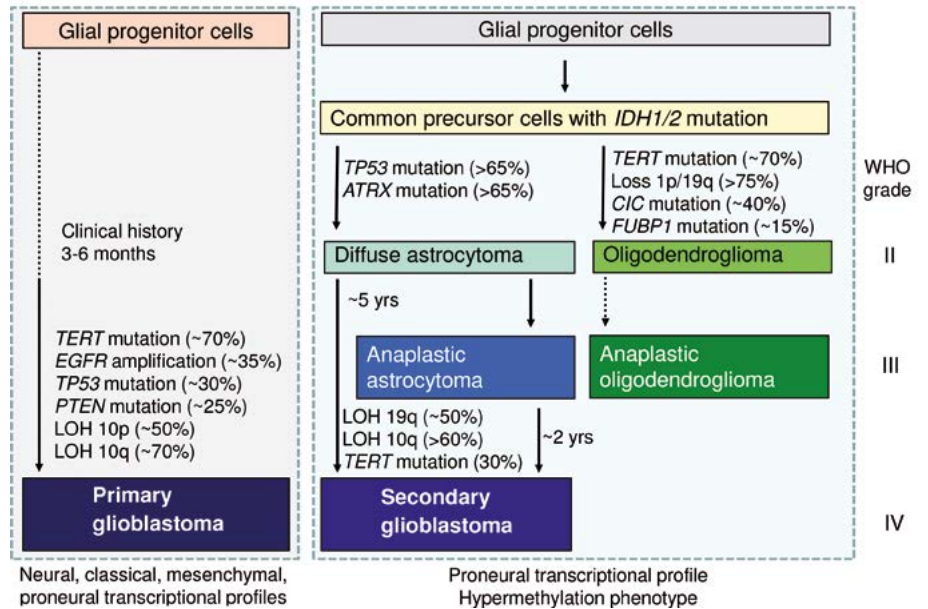 Glial progenitor cells
Clinical history
3-6 months
TERT mutation (~70%)
EGFR amplification (~35%)
TP53 mutation (~30%)
PTEN mutation (~25%)
LOH 10p (~50%)
LOH 10q (~70%)
Primary
glioblastoma
Neural, classical, mesenchymal,
proneural transcriptional profiles
Glial progenitor cells
Common precursor cells with IDH1/2 mutation
TP53 mutation (>65%)
ATRX mutation (>65%)
TERT mutation (~70%)
Loss 1p/19q (>75%)
CIC mutation (~40%)
FUBP1 mutation (~15%)
Diffuse astrocytoma
Oligodendroglioma
~5 yrs
Anaplastic
astrocytoma
Anaplastic
oligodendroglioma
LOH 19q (~50%)
LOH 10q (>60%)
TERT mutation (30%)
~2 yrs
Secondary
glioblastoma
Proneural transcriptional profile
Hypermethylation phenotype
WHO
grade
II
III
IV